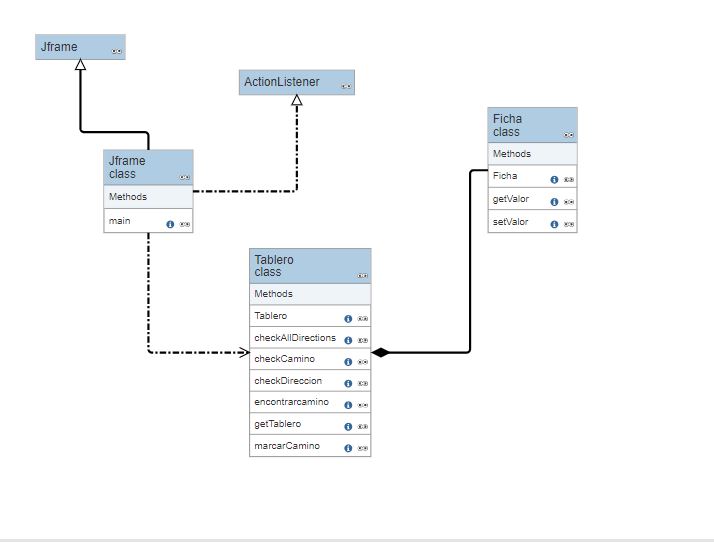 Jframe
ActionListener
Jframe
class
Methods
main
Ficha
class
Methods
Ficha
getValor
setValor
Tablero
class
Methods
Tablero
checkAllDirections
checkCamino
checkDireccion
encontrarcamino
getTablero
marcarCamino